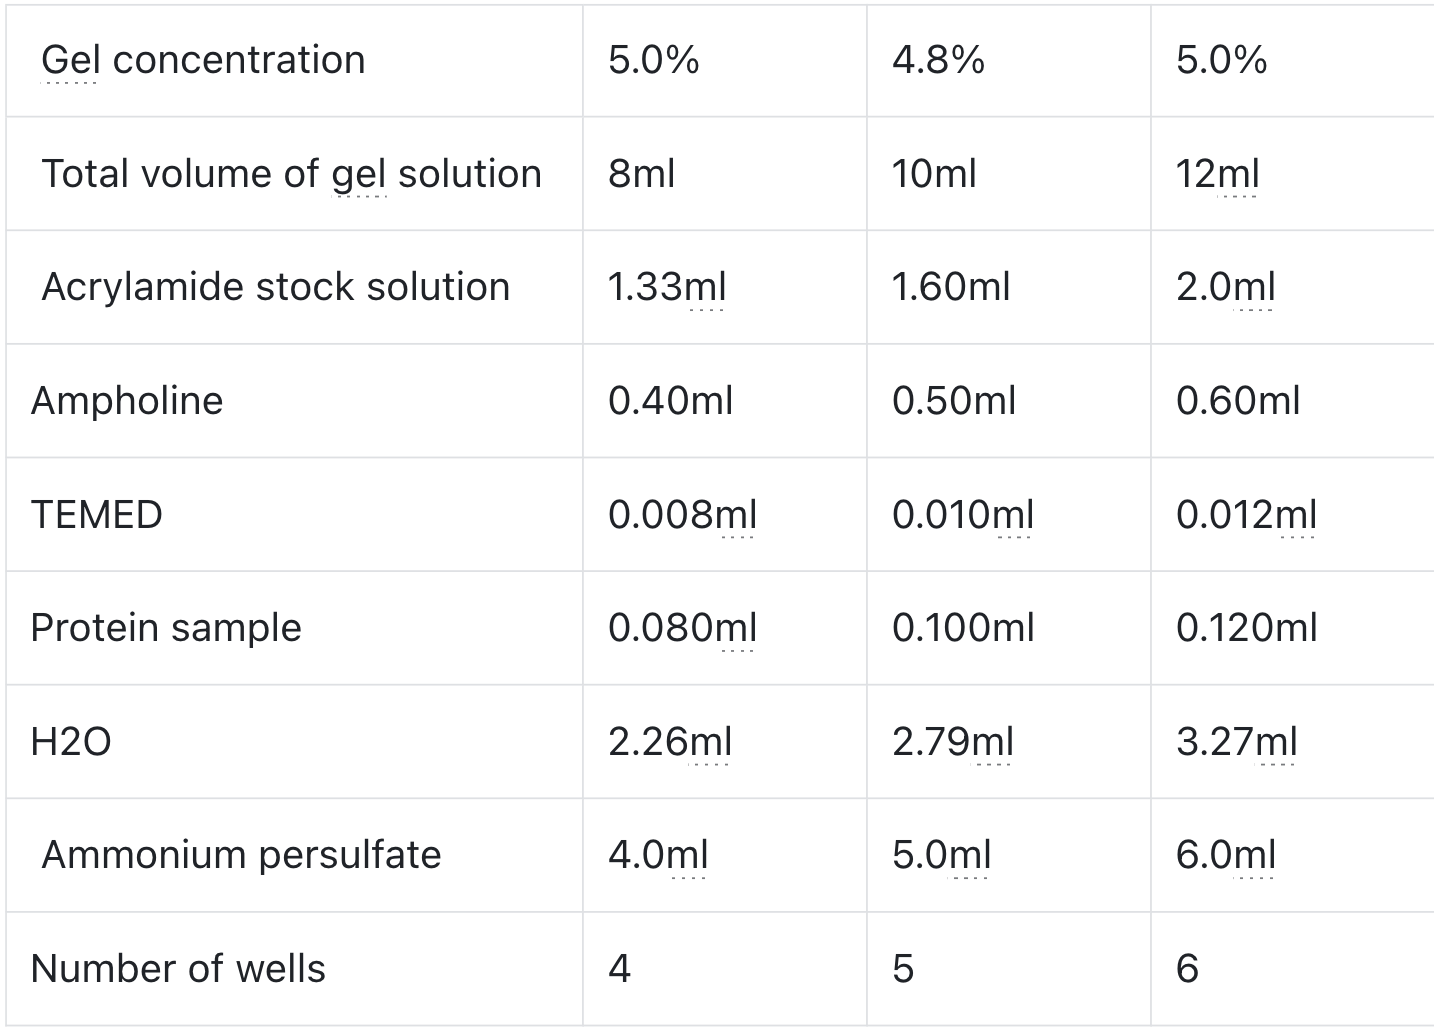 Gel concentration 5.0% 4.8% 5.0%
Total volume of gel solution 8ml 10ml 12ml
Acrylamide stock solution 1.33ml 1.60ml 2.0ml
Ampholine 0.40ml 0.50ml 0.60ml
TEMED 0.008ml 0.010ml 0.012ml
Protein sample 0.080ml 0.100ml 0.120ml
H2O 2.26ml 2.79ml 3.27ml
Ammonium persulfate 4.0ml 5.0ml 6.0ml
Number of wells 4 5 6